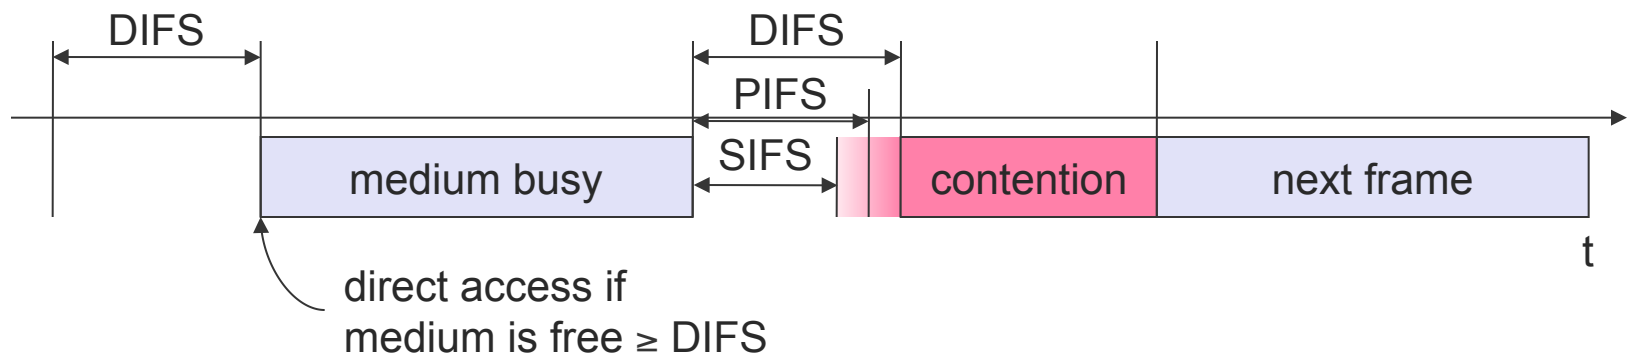 DIFS
DIFS
PIFS
SIFS
medium busy
contention
next frame
t
direct access if
medium is free ≥ DIFS